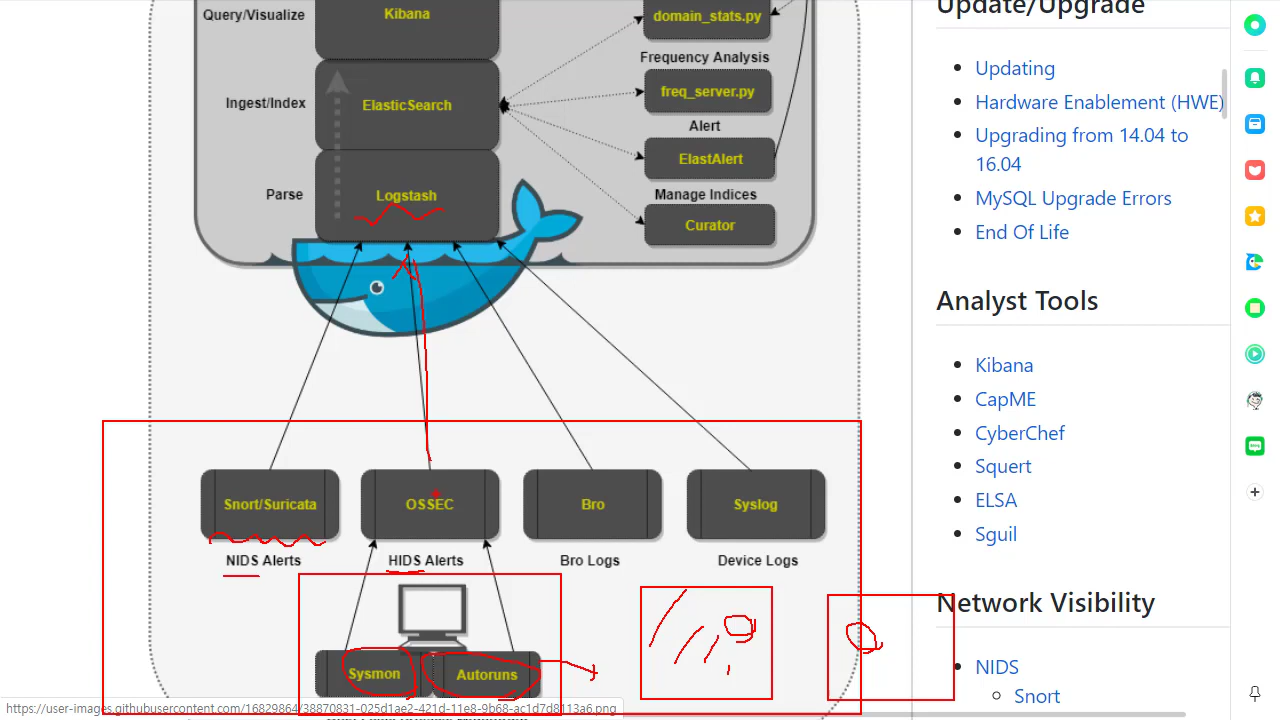 Query/Visualize
Kibana
domain_stats.py
Frequency Analysis
freq_server.py
Ingest/Index
ElasticSearch
Alert
ElastAlert
Parse
Logstash
Manage Indices
Curator
Snort/Suricata
OSSEC
Bro
Syslog
NIDS Alerts
HIDS Alerts
Bro Logs
Device Logs
Sysmon
Autoruns
https://user-images.githubusercontent.com/16829864/38870831-025d1ae2-421d-11e8-9b68-ac1d7d8113a6.png
Update/Upgrade
Updating
Hardware Enablement (HWE)
Upgrading from 14.04 to
16.04
MySQL Upgrade Errors
End Of Life
Analyst Tools
Kibana
CapME
CyberChef
Squert
ELSA
Sguil
Network Visibility
NIDS
Snort